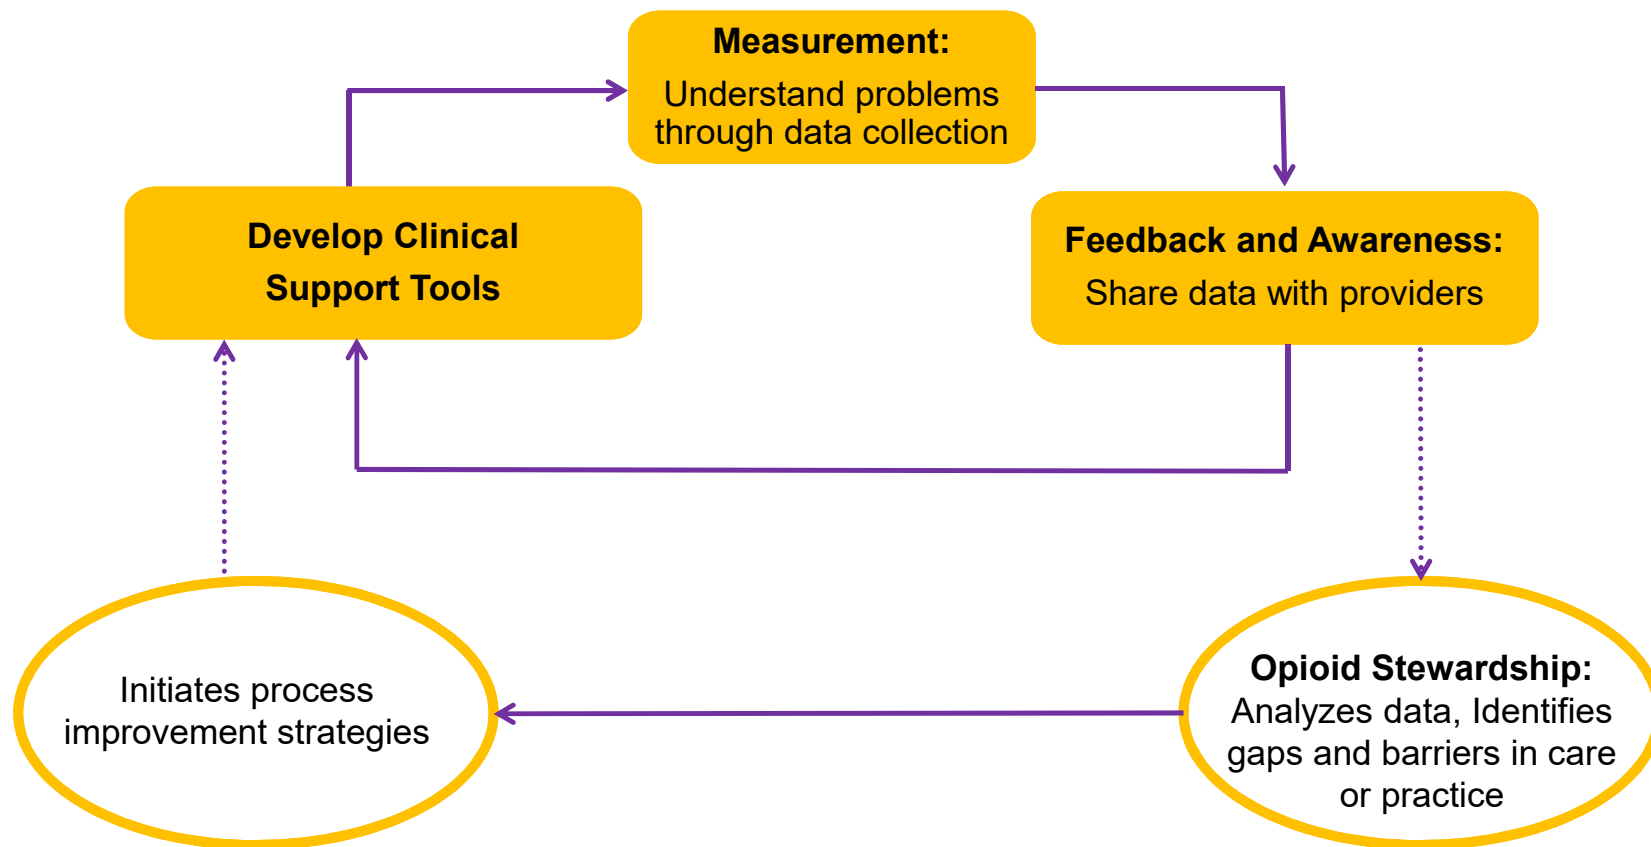 Measurement:
Understand problems
through data collection
Develop Clinical
Support Tools
Feedback and Awareness:
Share data with providers
Initiates process
improvement strategies
Opioid Stewardship:
Analyzes data, Identifies
gaps and barriers in care
or practice